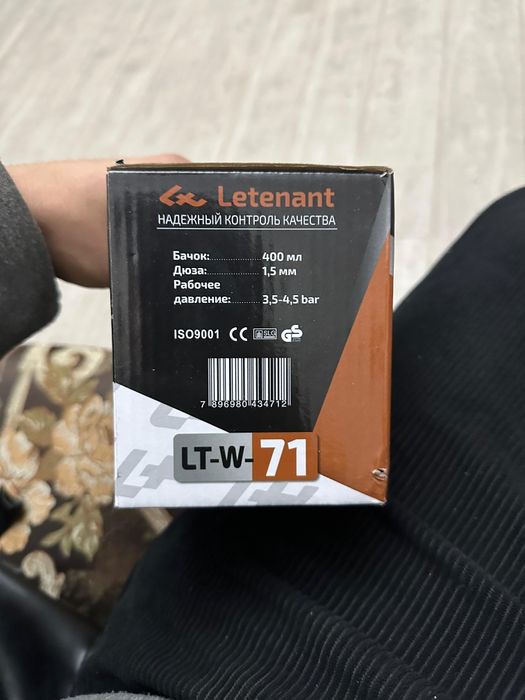 Letenant
НАДЕЖНЫЙ КОНТРОЛЬ КАЧЕСТВА
Бачок:.....................400 мл
Дюза:......................1,5 мм
Рабочее
давление:.............3,5-4,5 bar
ISO9001 CE SLG GS
7 896980 434712
LT-W-71